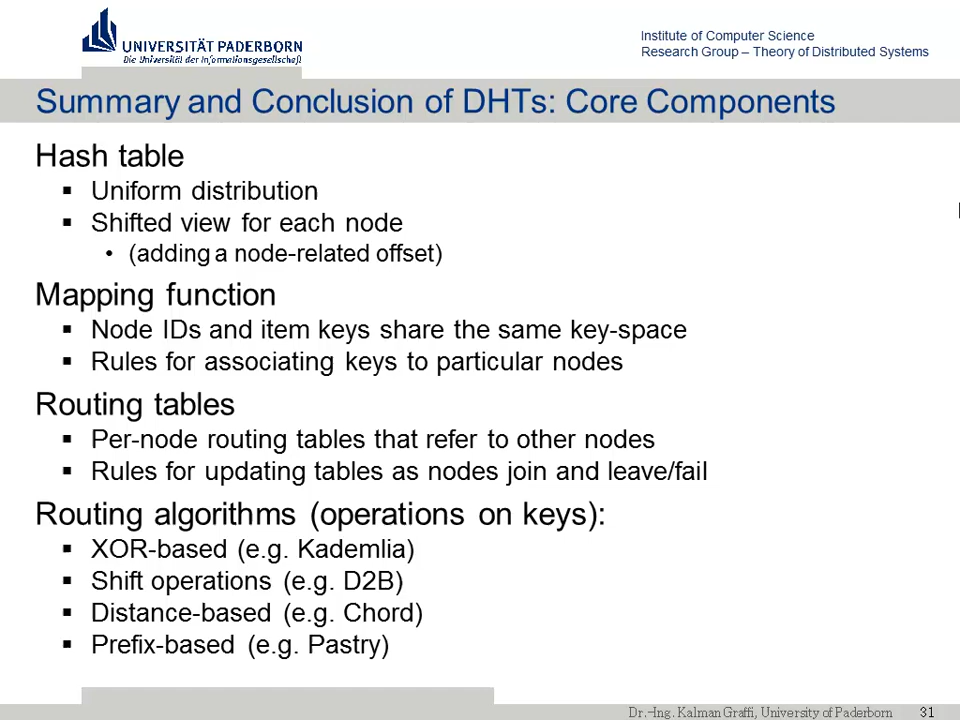 UNIVERSITÄT PADERBORN
Die Universität der Informationsgesellschaft
Institute of Computer Science
Research Group – Theory of Distributed Systems
Summary and Conclusion of DHTs: Core Components
Hash table
▪ Uniform distribution
▪ Shifted view for each node
• (adding a node-related offset)
Mapping function
▪ Node IDs and item keys share the same key-space
▪ Rules for associating keys to particular nodes
Routing tables
▪ Per-node routing tables that refer to other nodes
▪ Rules for updating tables as nodes join and leave/fail
Routing algorithms (operations on keys):
▪ XOR-based (e.g. Kademlia)
▪ Shift operations (e.g. D2B)
▪ Distance-based (e.g. Chord)
▪ Prefix-based (e.g. Pastry)
Dr.-Ing. Kalman Graffi, University of Paderborn 31